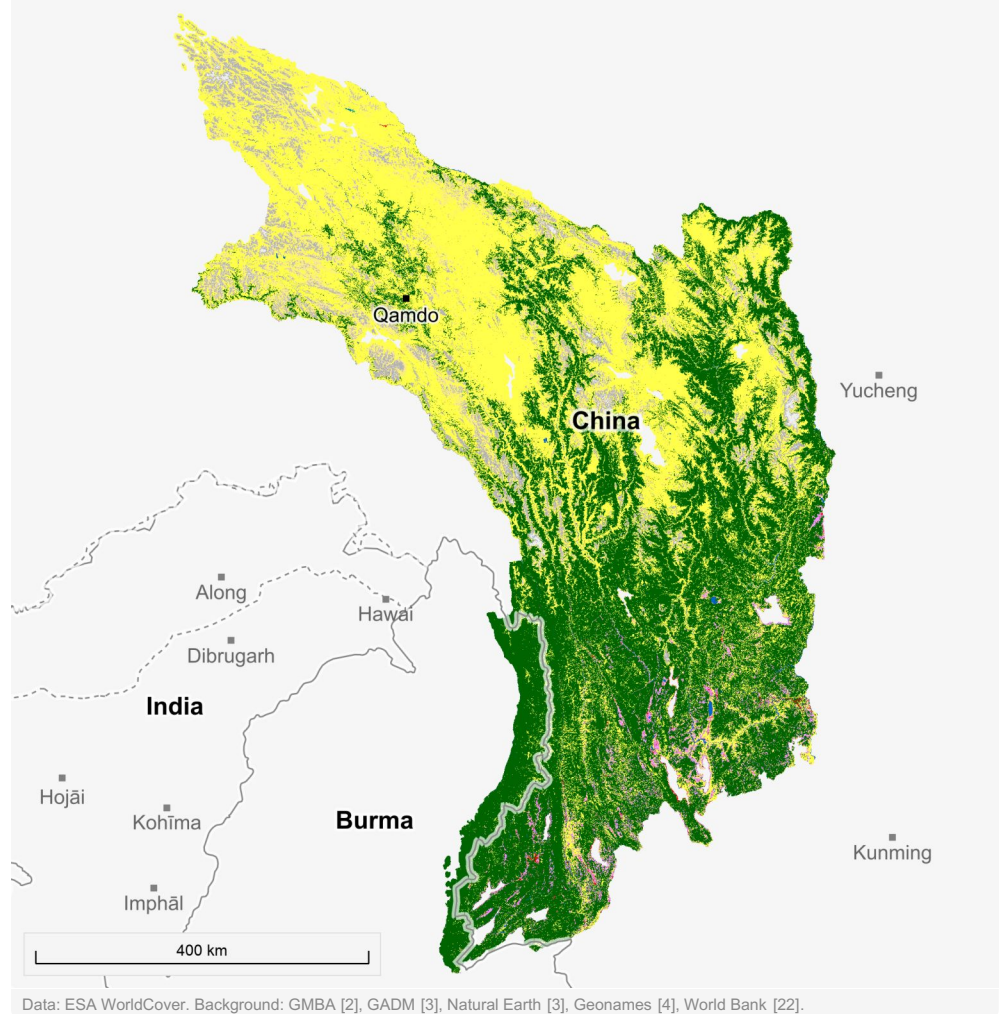 Qamdo
Yucheng
China
Along
Hawai
Dibrugarh
India
Hojāi
Kohīma
Burma
Kunming
Imphāl
400 km
Data: ESA WorldCover. Background: GMBA [2], GADM [3], Natural Earth [3], Geonames [4], World Bank [22].